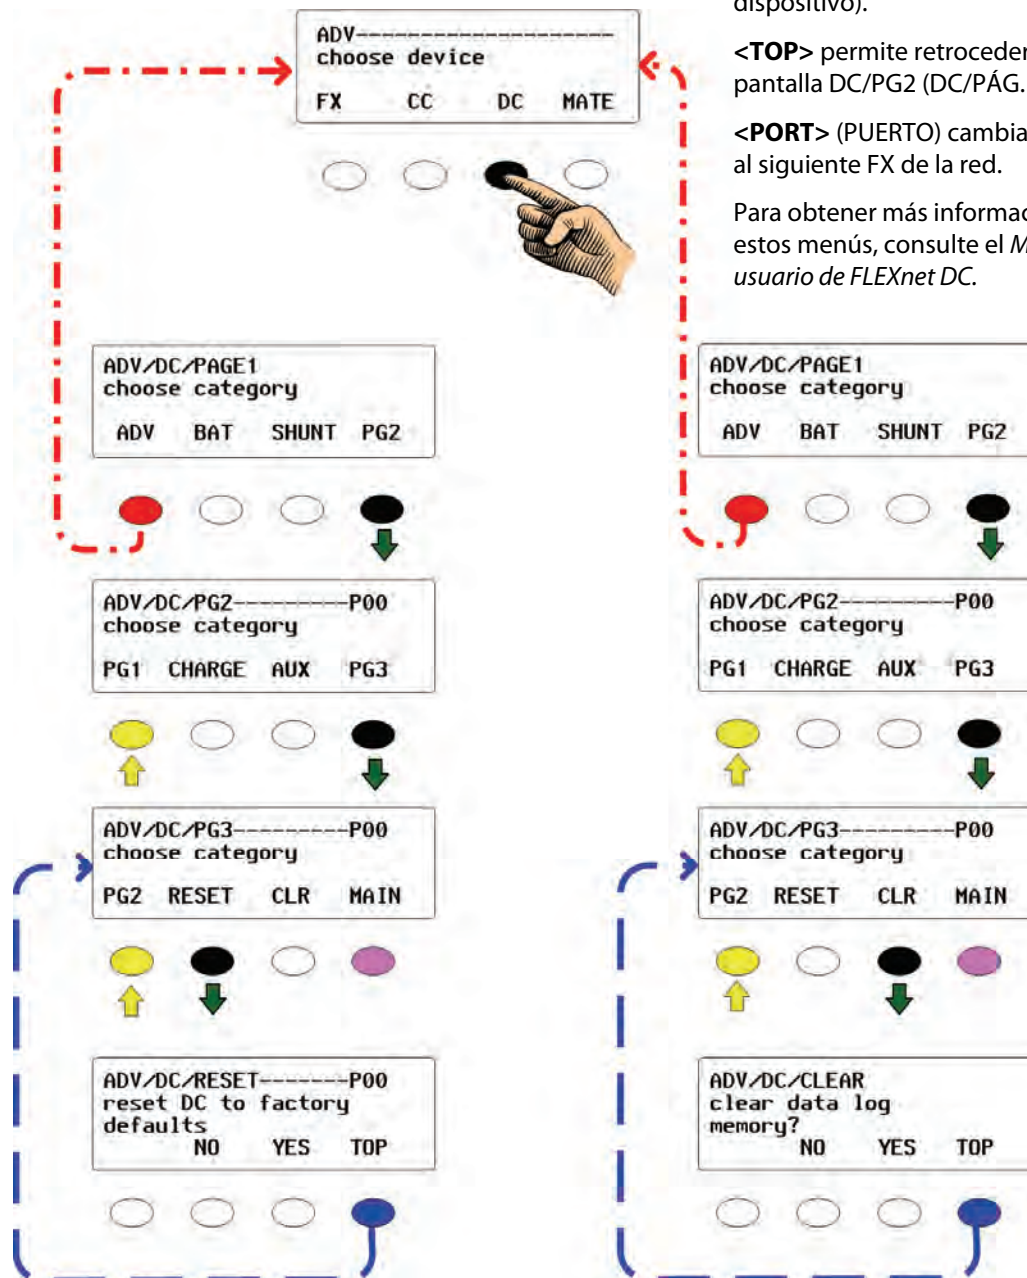 dispositivo).
<TOP> permite retroceder
pantalla DC/PG2 (DC/PÁG.
<PORT> (PUERTO) cambia
al siguiente FX de la red.
Para obtener más informac
estos menús, consulte el M
usuario de FLEXnet DC.
ADV----------------------
choose device
FX CC DC MATE
ADV/DC/PAGE1
choose category
ADV BAT SHUNT PG2
ADV/DC/PG2---------P00
choose category
PG1 CHARGE AUX PG3
ADV/DC/PG3---------P00
choose category
PG2 RESET CLR MAIN
ADV/DC/RESET-------P00
reset DC to factory
defaults
NO YES TOP
ADV/DC/PAGE1
choose category
ADV BAT SHUNT PG2
ADV/DC/PG2---------P00
choose category
PG1 CHARGE AUX PG3
ADV/DC/PG3---------P00
choose category
PG2 RESET CLR MAIN
ADV/DC/CLEAR
clear data log
memory?
NO YES TOP